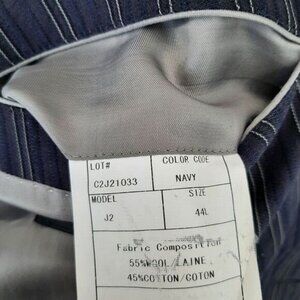 LOT# COLOR CODE
C2J21033 NAVY
MODEL SIZE
J2 44L
Fabric Composition
55%WOOL/LAINE
45%COTTON/COTON